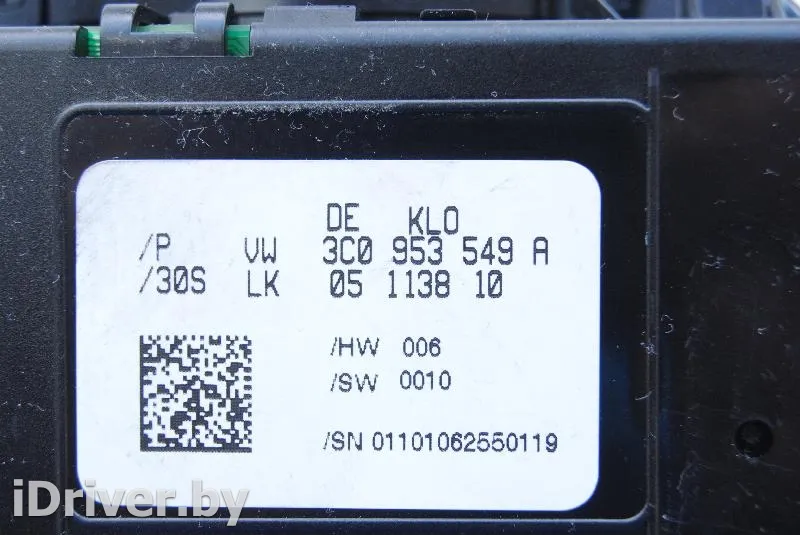 DE KLO
/P VW 3C0 953 549 A
/30S LK 05 1138 10
/HW 006
/SW 0010
/SN 01101062550119
iDriver.by